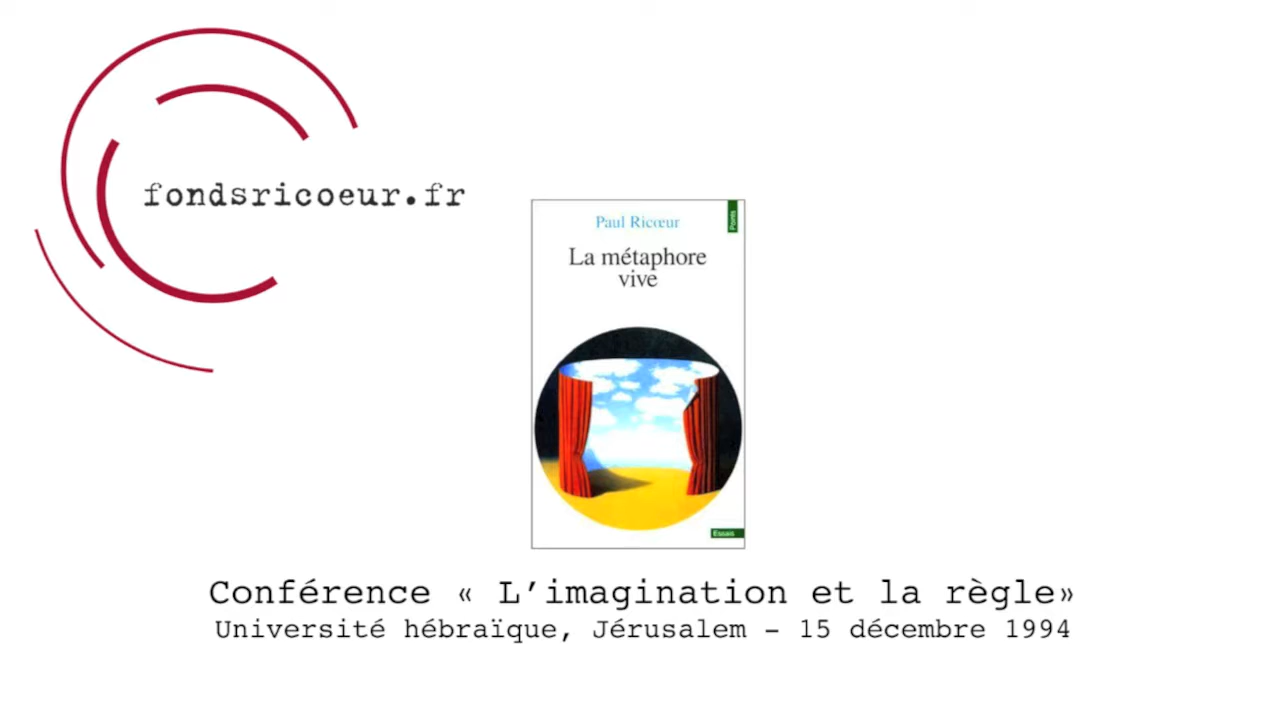 fondsricoeur.fr
Paul Ricœur
Points
La métaphore
vive
Essais
Conférence « L’imagination et la règle»
Université hébraïque, Jérusalem - 15 décembre 1994